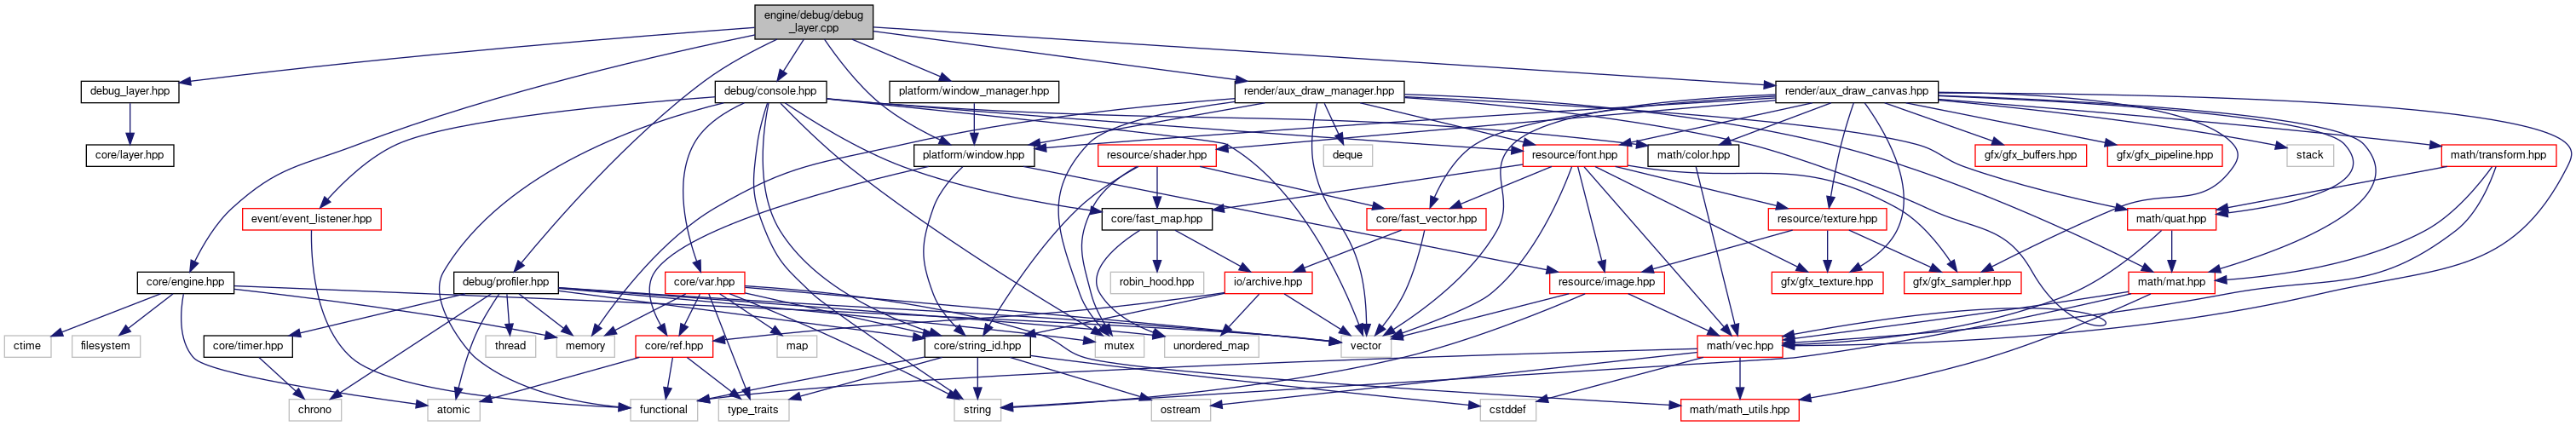 engine/debug/debug
_layer.cpp
debug_layer.hpp
debug/console.hpp
platform/window_manager.hpp
render/aux_draw_manager.hpp
render/aux_draw_canvas.hpp
core/layer.hpp
platform/window.hpp
resource/shader.hpp
deque
resource/font.hpp
math/color.hpp
gfx/gfx_buffers.hpp
gfx/gfx_pipeline.hpp
stack
math/transform.hpp
event/event_listener.hpp
core/fast_map.hpp
core/fast_vector.hpp
resource/texture.hpp
math/quat.hpp
core/engine.hpp
debug/profiler.hpp
core/var.hpp
robin_hood.hpp
io/archive.hpp
resource/image.hpp
gfx/gfx_texture.hpp
gfx/gfx_sampler.hpp
math/mat.hpp
ctime
filesystem
core/timer.hpp
thread
memory
core/ref.hpp
map
core/string_id.hpp
mutex
unordered_map
vector
math/vec.hpp
chrono
atomic
functional
type_traits
string
ostream
cstddef
math/math_utils.hpp